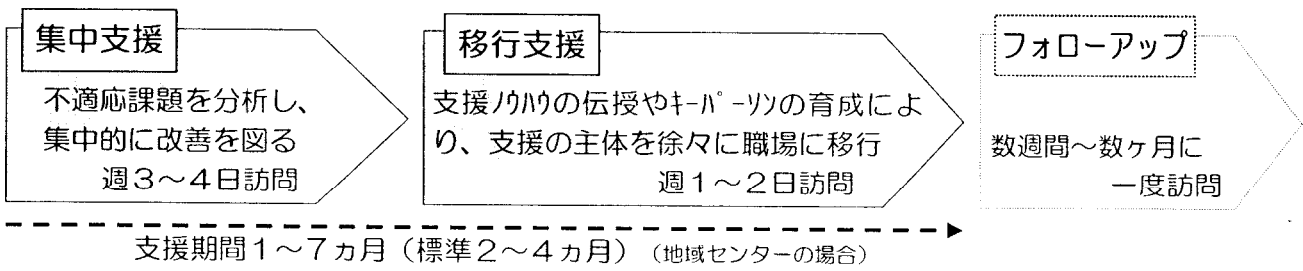 集中支援
不適応課題を分析し、
集中的に改善を図る
週3～4日訪問
移行支援
支援ﾉｳﾊｳの伝授やｷｰﾊﾟｰｿﾝの育成によ
り、支援の主体を徐々に職場に移行
週1～2日訪問
フォローアップ
数週間～数ヶ月に
一度訪問
支援期間1～7ヵ月（標準2～4ヵ月）（地域センターの場合）